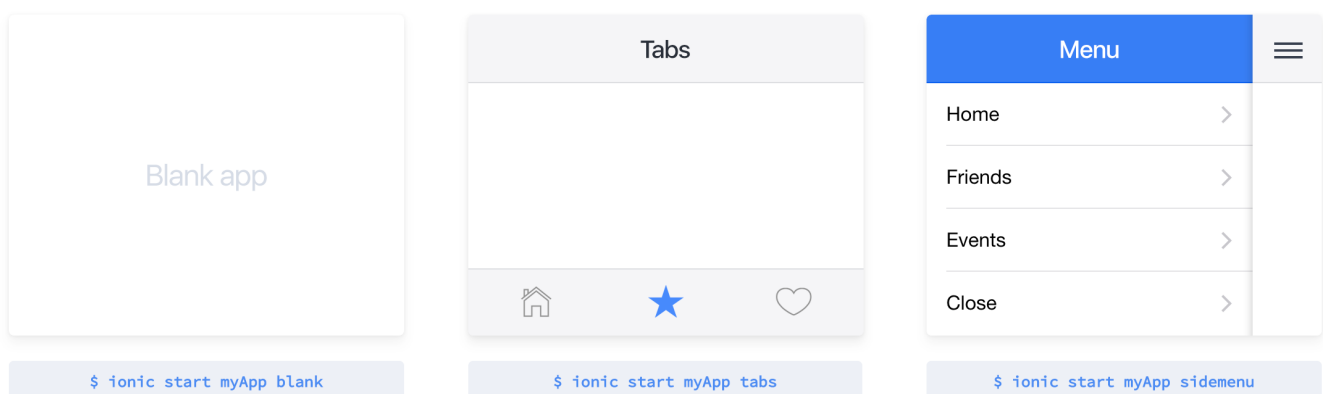 Blank app
$ ionic start myApp blank
Tabs
$ ionic start myApp tabs
Menu
Home
Friends
Events
Close
$ ionic start myApp sidemenu